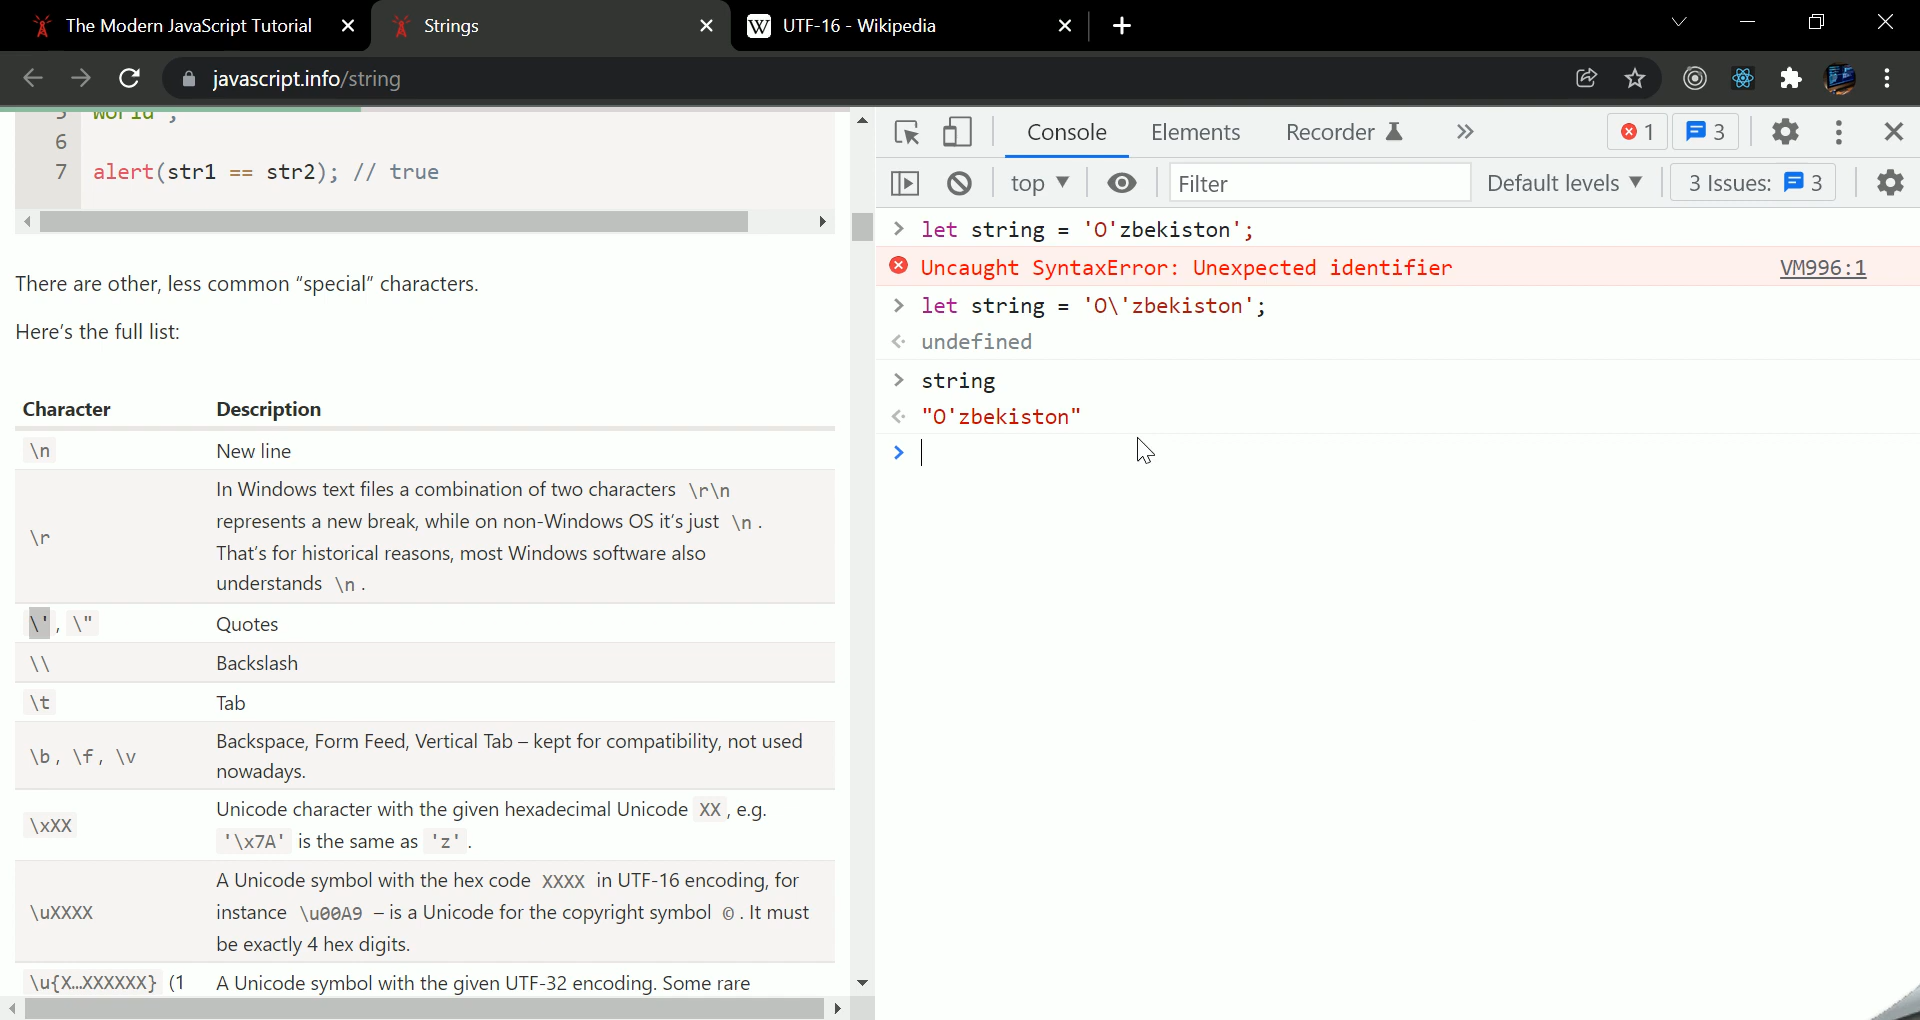 The Modern JavaScript Tutorial
Strings
UTF-16 - Wikipedia
javascript.info/string
5 world";
6
7 alert(str1 == str2); // true
There are other, less common “special” characters.
Here’s the full list:
Character Description
\n New line
\r In Windows text files a combination of two characters \r\n
represents a new break, while on non-Windows OS it’s just \n.
That’s for historical reasons, most Windows software also
understands \n.
\', \" Quotes
\\ Backslash
\t Tab
\b, \f, \v Backspace, Form Feed, Vertical Tab – kept for compatibility, not used
nowadays.
\xXX Unicode character with the given hexadecimal Unicode XX, e.g.
'\x7A' is the same as 'z'.
\uXXXX A Unicode symbol with the hex code XXXX in UTF-16 encoding, for
instance \u00A9 – is a Unicode for the copyright symbol ©. It must
be exactly 4 hex digits.
\u{X…XXXXXX} (1 A Unicode symbol with the given UTF-32 encoding. Some rare
Console Elements Recorder 1 3
top Filter Default levels 3 Issues: 3
let string = 'O'zbekiston';
Uncaught SyntaxError: Unexpected identifier VM996:1
let string = 'O\'zbekiston';
undefined
string
"O'zbekiston"